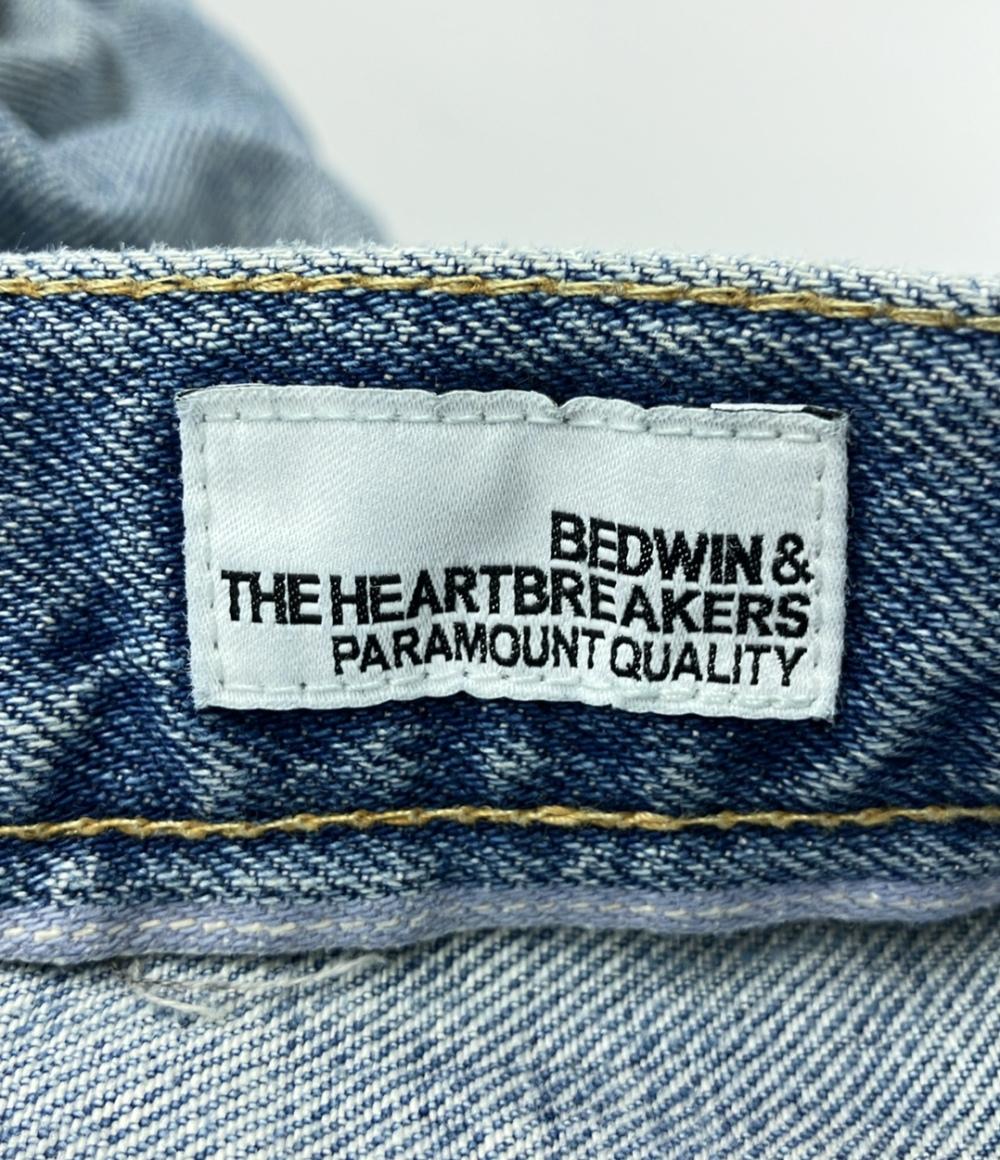 BEDWIN &
THE HEARTBREAKERS
PARAMOUNT QUALITY